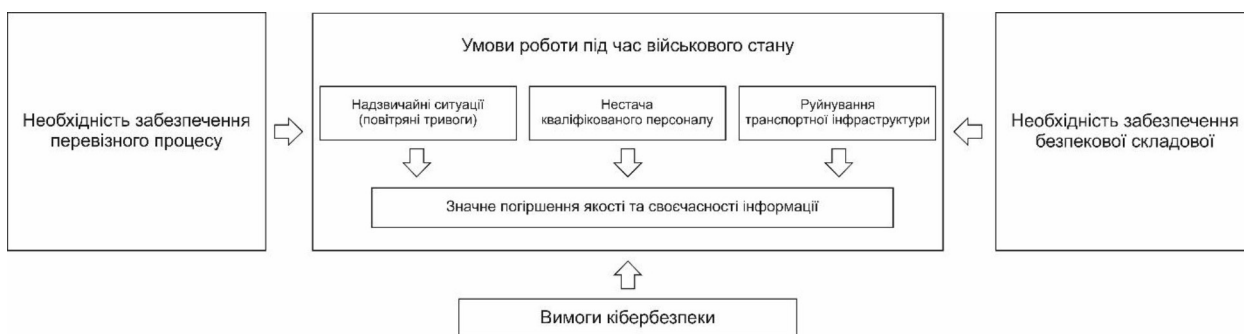 Необхідність забезпечення
перевізного процесу
Умови роботи під час військового стану
Надзвичайні ситуації
(повітряні тривоги)
Нестача
кваліфікованого персоналу
Руйнування
транспортної інфраструктури
Значне погіршення якості та своєчасності інформації
Необхідність забезпечення
безпекової складової
Вимоги кібербезпеки